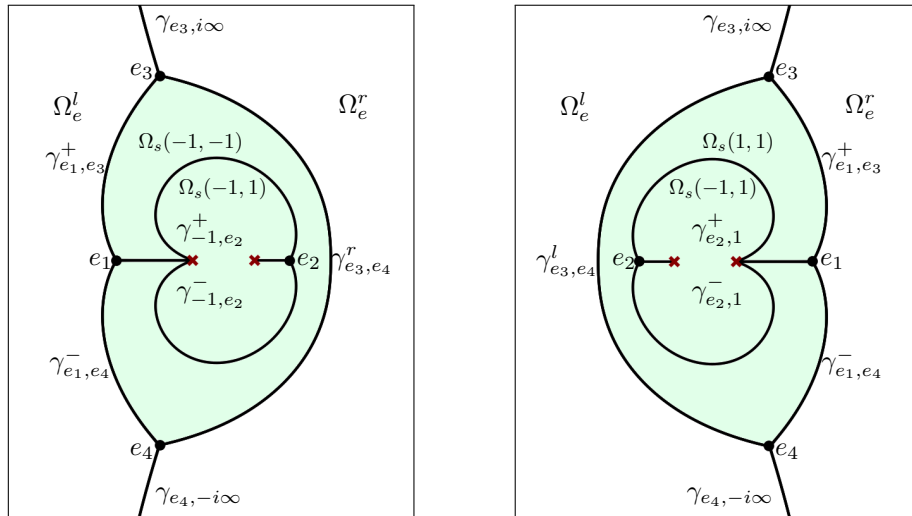 γ_{e_3,i∞}
e_3
Ω_e^l
Ω_e^r
Ω_s(−1,−1)
γ^+_{e_1,e_3}
Ω_s(−1,1)
γ^+_{−1,e_2}
e_1
e_2
γ^r_{e_3,e_4}
γ^−_{−1,e_2}
γ^−_{e_1,e_4}
e_4
γ_{e_4,−i∞}
γ_{e_3,i∞}
e_3
Ω_e^l
Ω_e^r
Ω_s(1,1)
γ^+_{e_1,e_3}
Ω_s(−1,1)
γ^+_{e_2,1}
γ^l_{e_3,e_4}
e_2
e_1
γ^−_{e_2,1}
γ^−_{e_1,e_4}
e_4
γ_{e_4,−i∞}